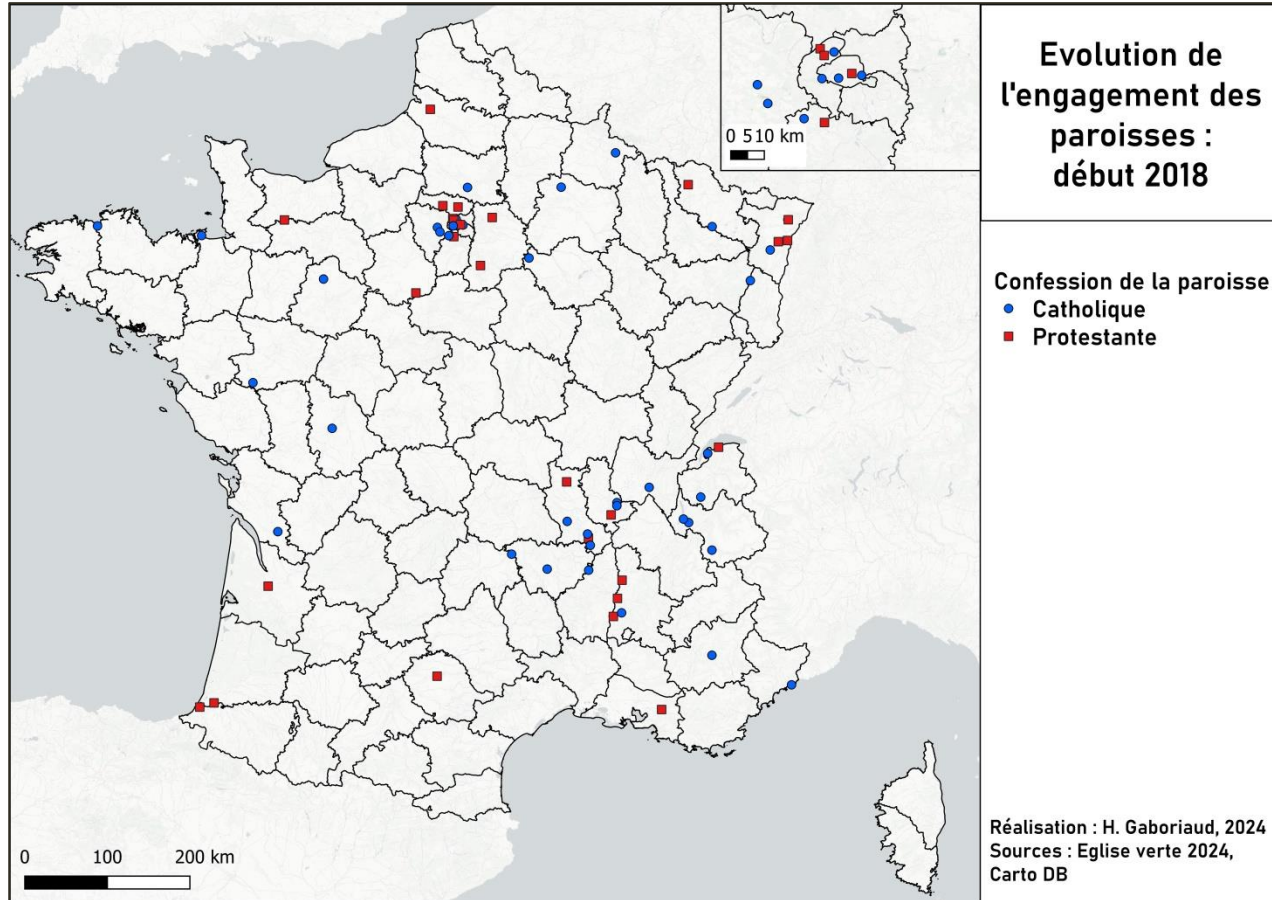 Evolution de
l'engagement des
paroisses :
début 2018
Confession de la paroisse
Catholique
Protestante
0 510 km
0 100 200 km
Réalisation : H. Gaboriaud, 2024
Sources : Eglise verte 2024,
Carto DB